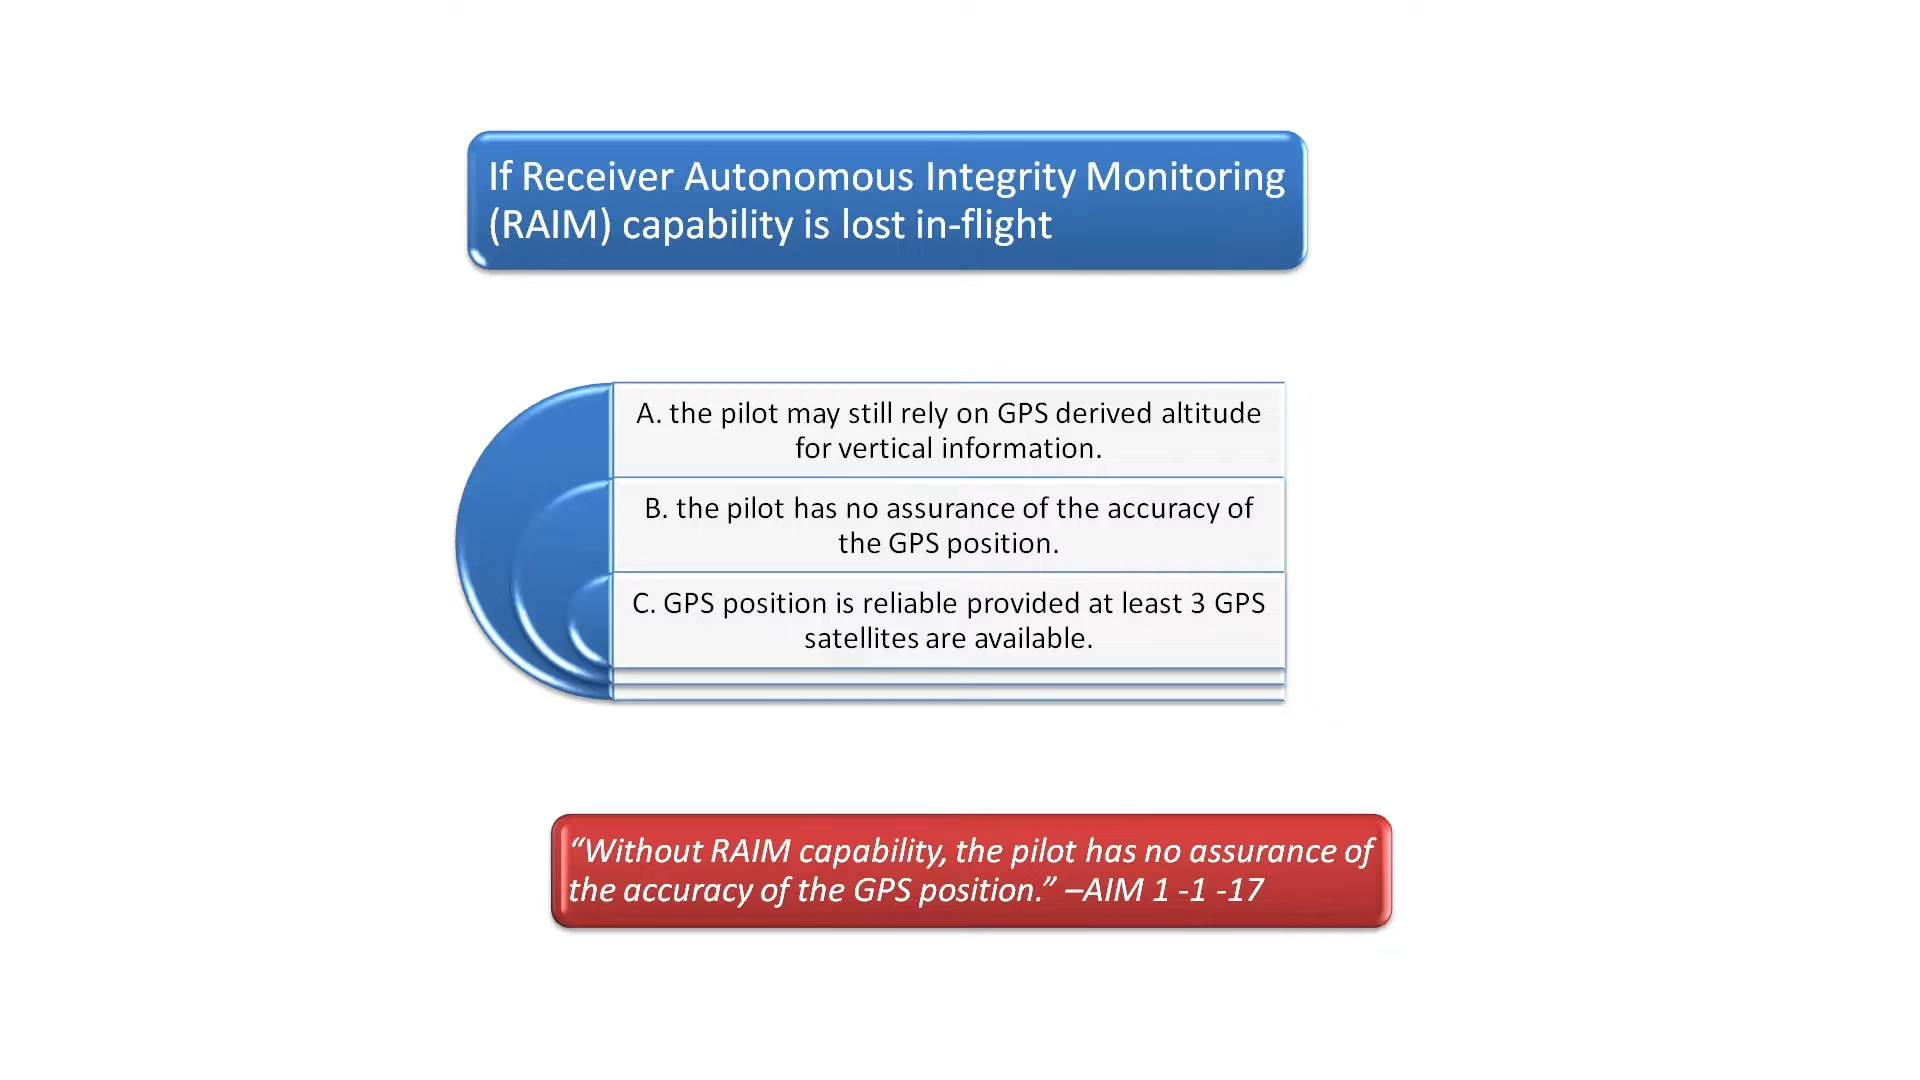 If Receiver Autonomous Integrity Monitoring
(RAIM) capability is lost in-flight
A. the pilot may still rely on GPS derived altitude
for vertical information.
B. the pilot has no assurance of the accuracy of
the GPS position.
C. GPS position is reliable provided at least 3 GPS
satellites are available.
“Without RAIM capability, the pilot has no assurance of
the accuracy of the GPS position.” –AIM 1 -1 -17